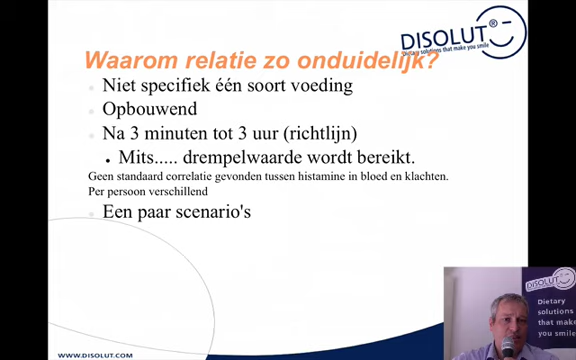 DISOLUT®
Dietary solutions that make you smile
Waarom relatie zo onduidelijk?
Niet specifiek één soort voeding
Opbouwend
Na 3 minuten tot 3 uur (richtlijn)
Mits..... drempelwaarde wordt bereikt.
Geen standaard correlatie gevonden tussen histamine in bloed en klachten.
Per persoon verschillend
Een paar scenario's
DISOLUT
Dietary
solutions
that make
you smile
WWW.DISOLUT.COM